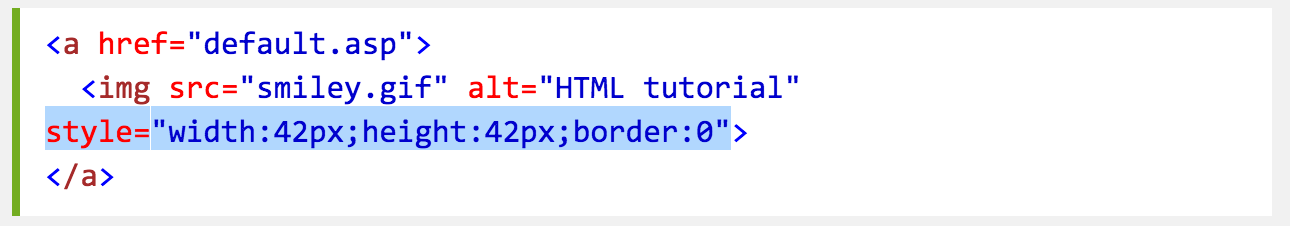 <a href="default.asp">
<img src="smiley.gif" alt="HTML tutorial"
style="width:42px;height:42px;border:0">
</a>